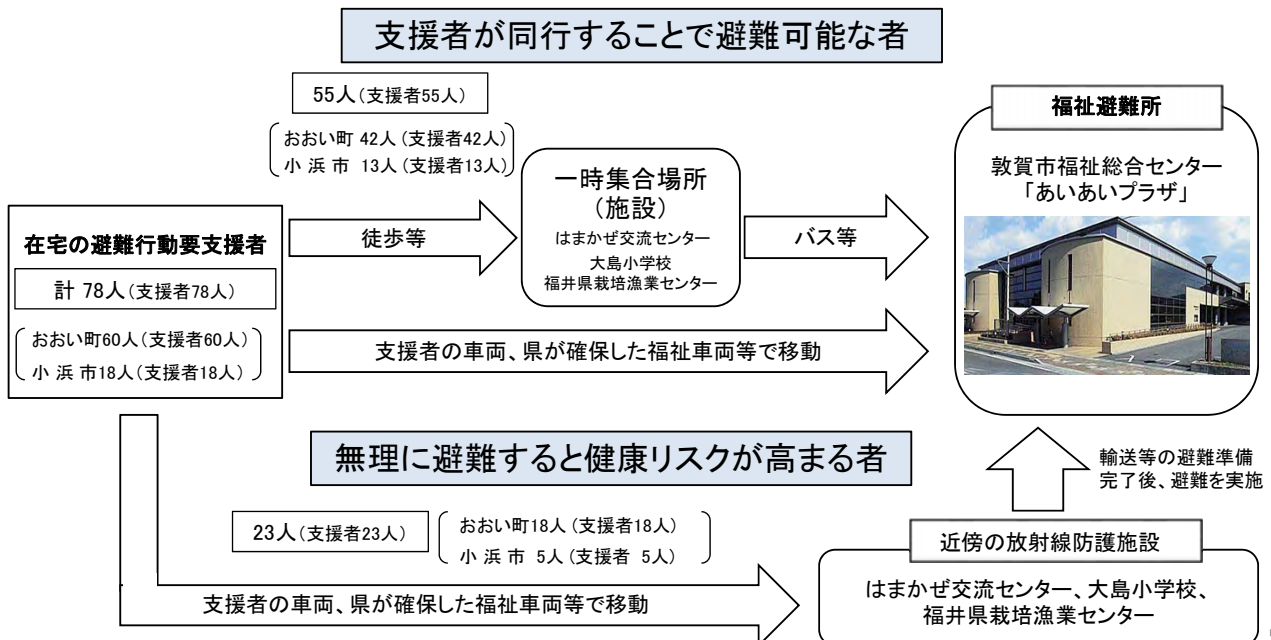 支援者が同行することで避難可能な者
55人(支援者55人)
おおい町 42人(支援者42人)
小 浜 市 13人(支援者13人)
在宅の避難行動要支援者
計 78人(支援者78人)
おおい町60人(支援者60人)
小 浜 市18人(支援者18人)
徒歩等
一時集合場所
(施設)
はまかぜ交流センター
大島小学校
福井県栽培漁業センター
バス等
支援者の車両、県が確保した福祉車両等で移動
福祉避難所
敦賀市福祉総合センター
「あいあいプラザ」
無理に避難すると健康リスクが高まる者
23人(支援者23人)
おおい町18人(支援者18人)
小 浜 市 5人(支援者 5人)
支援者の車両、県が確保した福祉車両等で移動
輸送等の避難準備
完了後、避難を実施
近傍の放射線防護施設
はまかぜ交流センター、大島小学校、
福井県栽培漁業センター